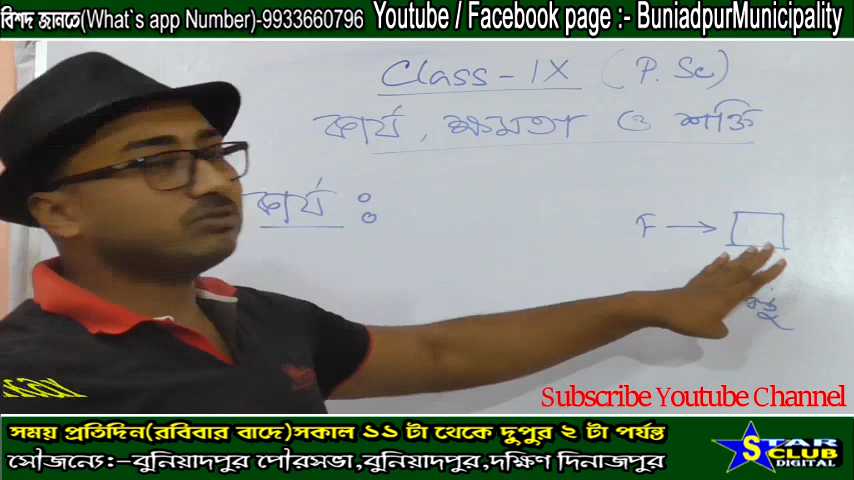 বিশদ জানতে(What`s app Number)-9933660796 Youtube / Facebook page :- BuniadpurMunicipality
Class - IX (P. Sc)
কার্য, ক্ষমতা ও শক্তি
কার্য :
F → 
বস্তু
Subscribe Youtube Channel
সময় প্রতিদিন(রবিবার বাদে)সকাল ১১ টা থেকে দুপুর ২ টা পর্যন্ত
সৌজন্যে:-বুনিয়াদপুর পৌরসভা,বুনিয়াদপুর,দক্ষিণ দিনাজপুর
STAR CLUB DIGITAL